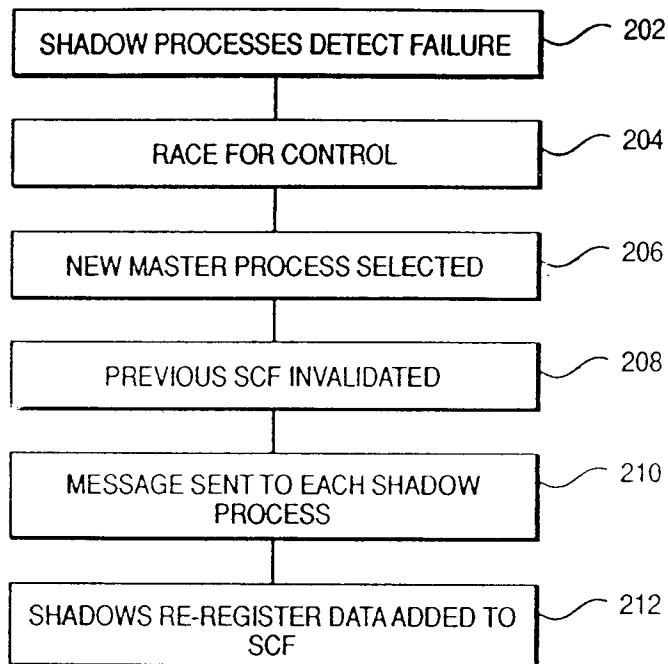 SHADOW PROCESSES DETECT FAILURE
202
RACE FOR CONTROL
204
NEW MASTER PROCESS SELECTED
206
PREVIOUS SCF INVALIDATED
208
MESSAGE SENT TO EACH SHADOW
PROCESS
210
SHADOWS RE-REGISTER DATA ADDED TO
SCF
212